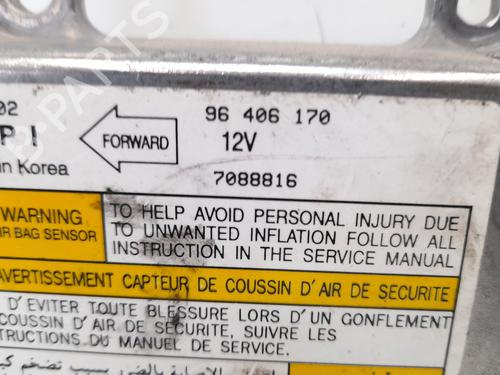 02 96 406 170
P I FORWARD 12V
in Korea 7088816
WARNING TO HELP AVOID PERSONAL INJURY DUE
BAG SENSOR TO UNWANTED INFLATION FOLLOW ALL
INSTRUCTION IN THE SERVICE MANUAL
AVERTISSEMENT CAPTEUR DE COUSSIN D'AIR DE SECURITE
D'EVITER TOUTE BLESSURE LORS D'UN GONFLEMENT
COUSSIN D'AIR DE SECURITE, SUIVRE LES
DU MANUEL DE SERVICE.